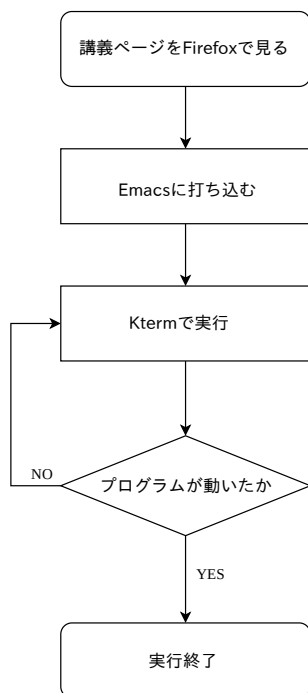 講義ページをFirefoxで見る
Emacsに打ち込む
Ktermで実行
プログラムが動いたか
NO
YES
実行終了